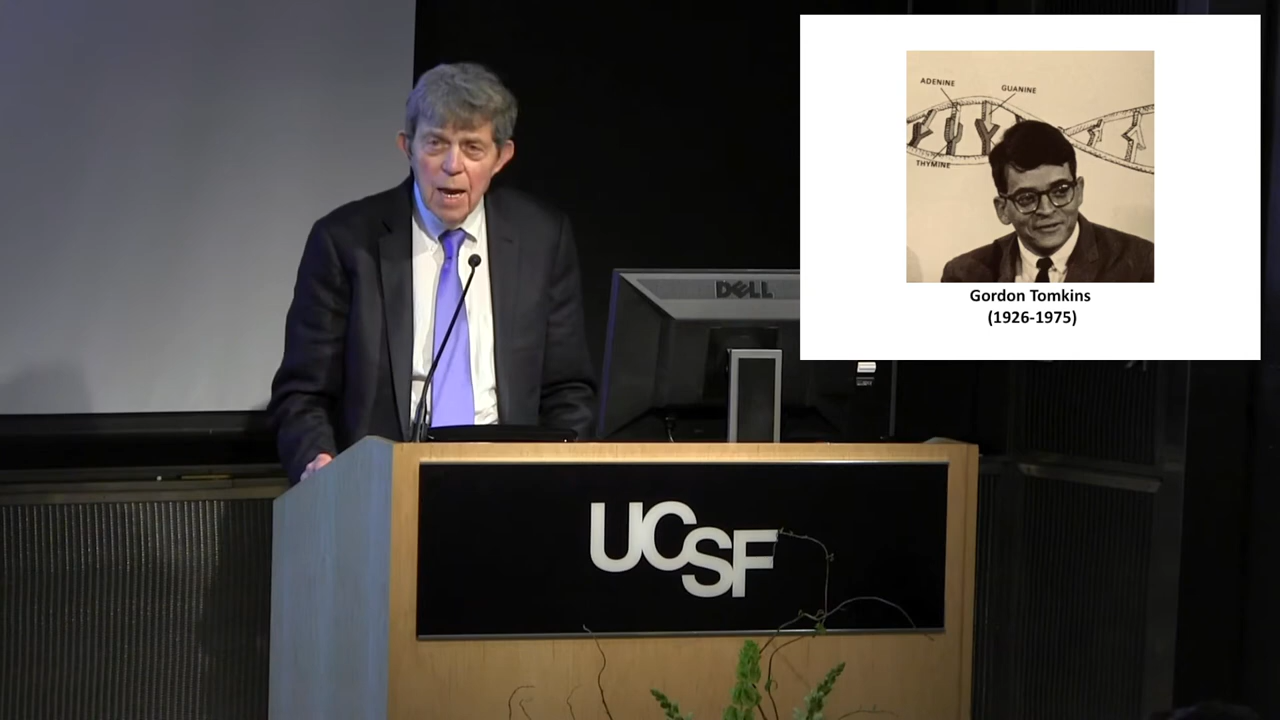 ADENINE
GUANINE
THYMINE
Gordon Tomkins
(1926-1975)
DELL
UCSF